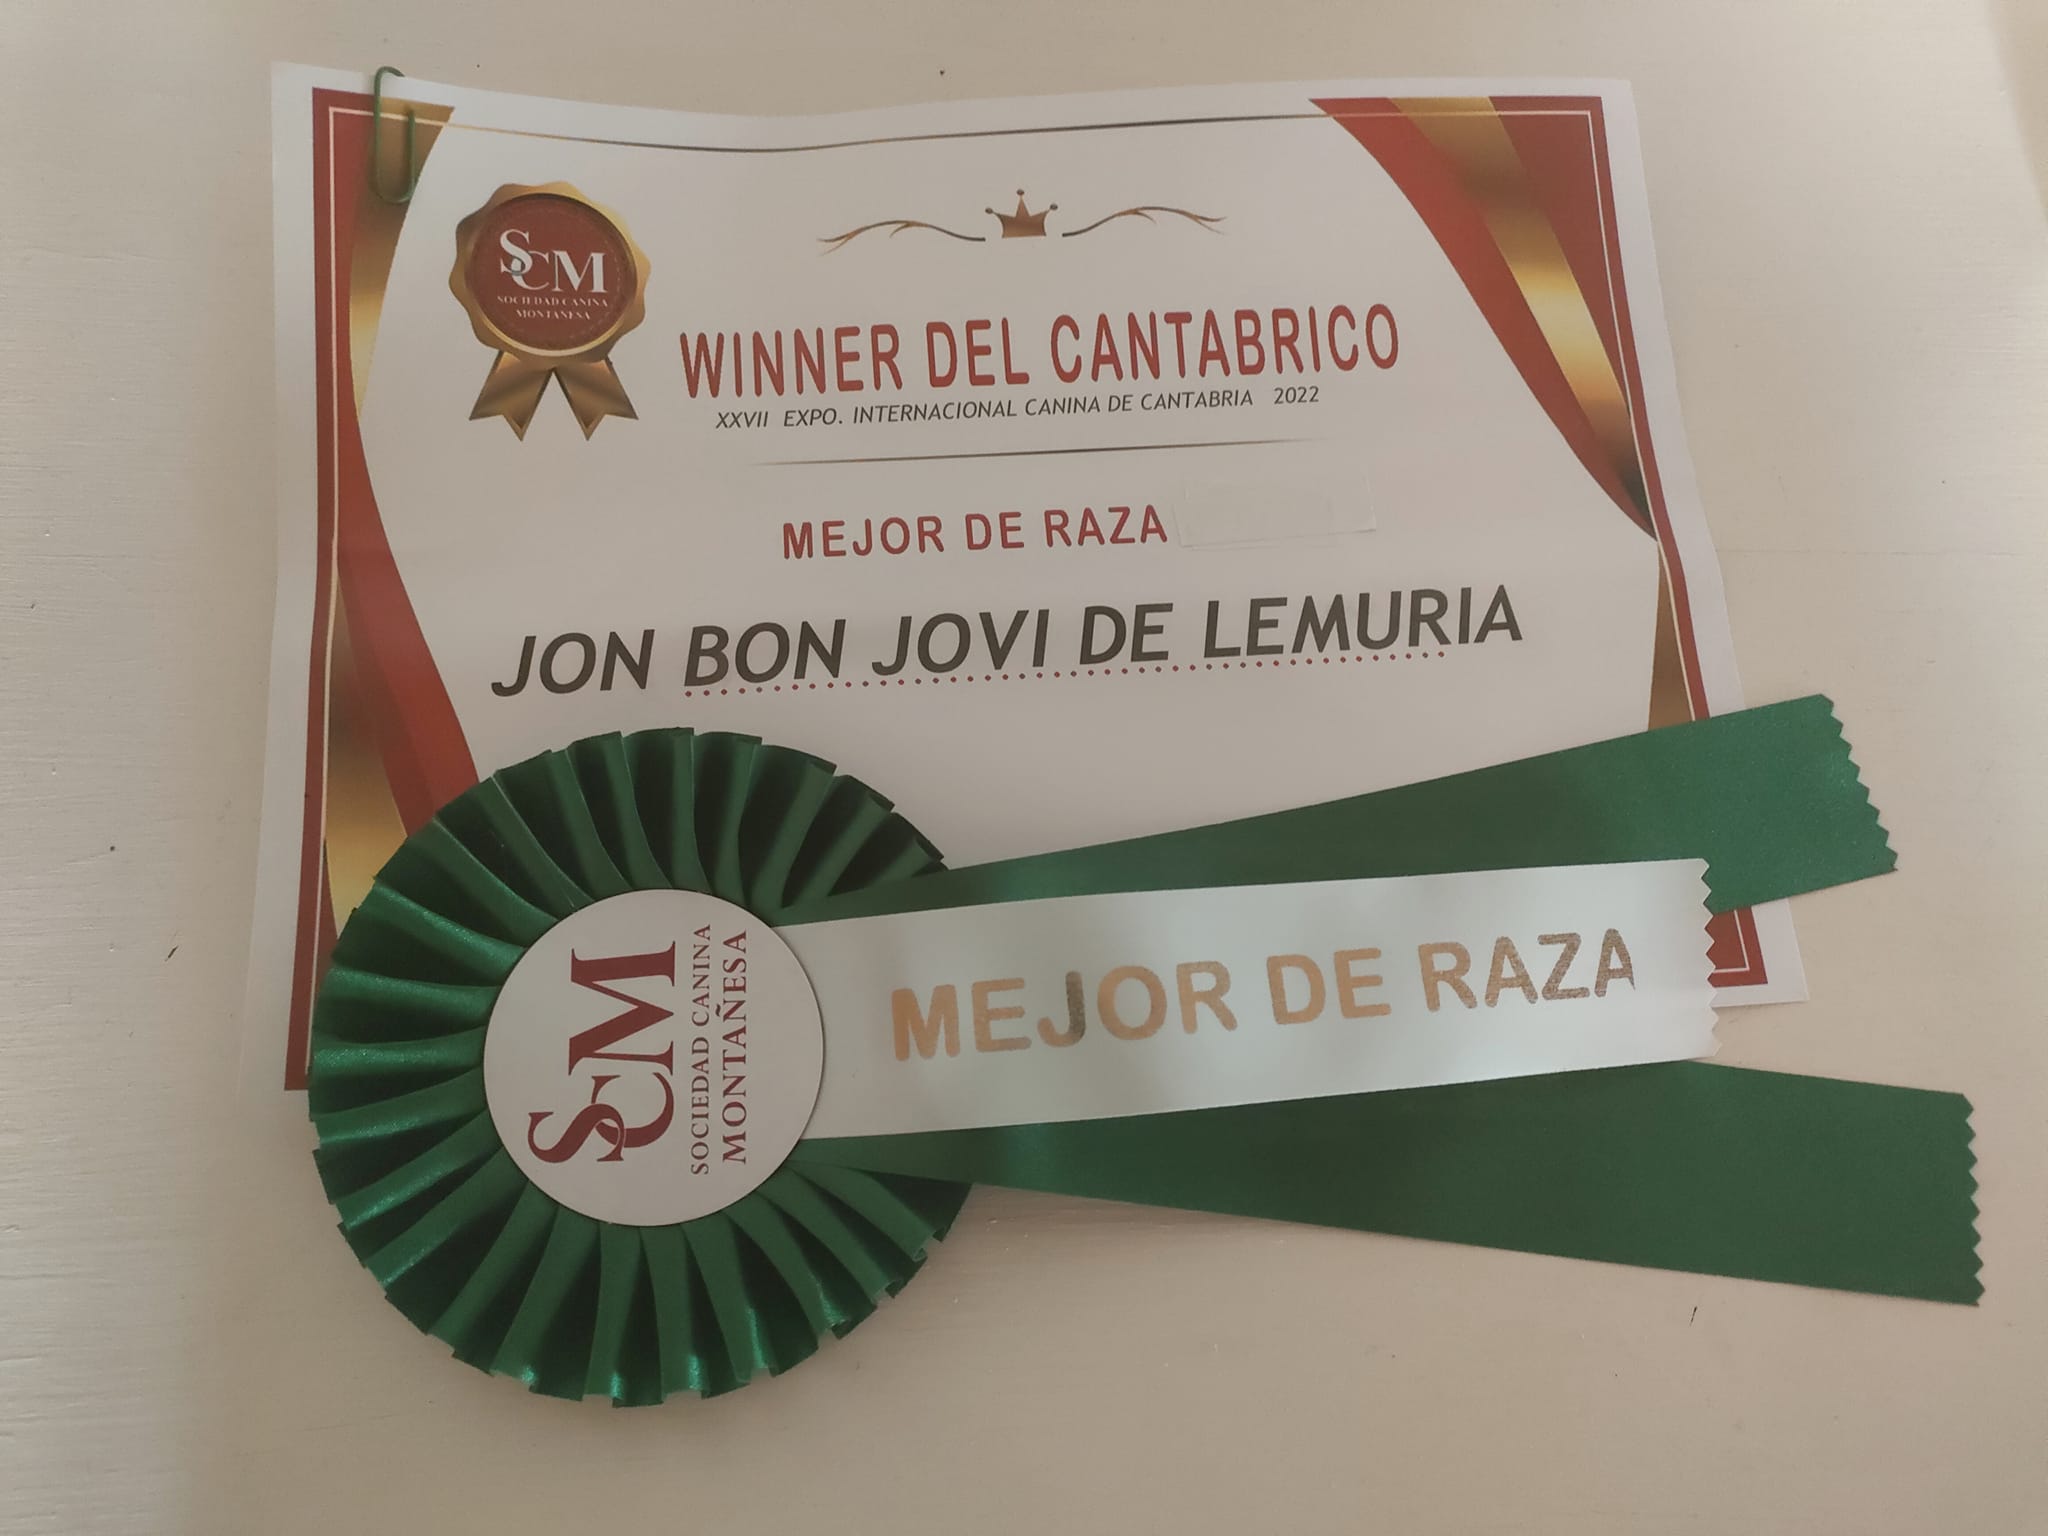 SCM
SOCIEDAD CANINA
MONTAÑESA
WINNER DEL CANTABRICO
XXVII EXPO. INTERNACIONAL CANINA DE CANTABRIA 2022
MEJOR DE RAZA
JON BON JOVI DE LEMURIA
SCM
SOCIEDAD CANINA
MONTAÑESA
MEJOR DE RAZA